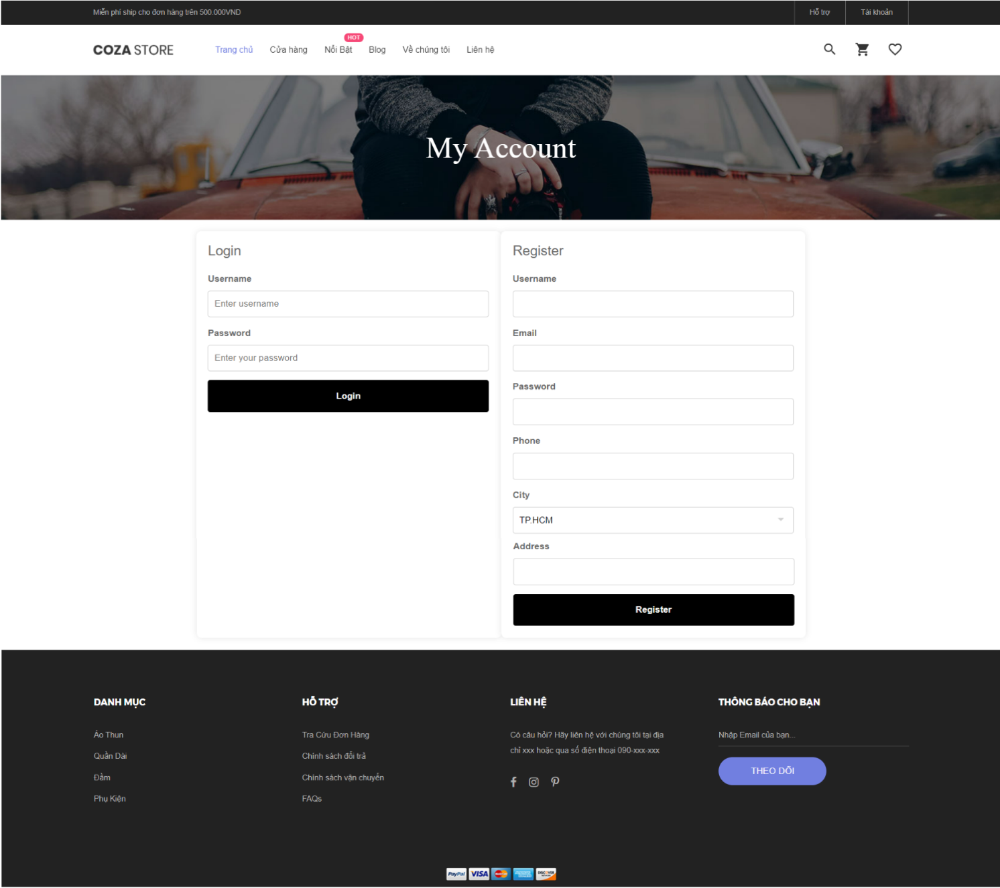 Miễn phí ship cho đơn hàng trên 500.000VND
Hỗ trợ
Tài khoản
COZA STORE
Trang chủ
Cửa hàng
Nổi Bật
HOT
Blog
Về chúng tôi
Liên hệ
My Account
Login
Username
Enter username
Password
Enter your password
Login
Register
Username
Email
Password
Phone
City
TP.HCM
Address
Register
DANH MỤC
Áo Thun
Quần Dài
Đầm
Phụ Kiện
HỖ TRỢ
Tra Cứu Đơn Hàng
Chính sách đổi trả
Chính sách vận chuyển
FAQs
LIÊN HỆ
Có câu hỏi? Hãy liên hệ với chúng tôi tại địa
chỉ xxx hoặc qua số điện thoại 090-xxx-xxx
THÔNG BÁO CHO BẠN
Nhập Email của bạn...
THEO DÕI
PayPal
VISA
DISCOVER